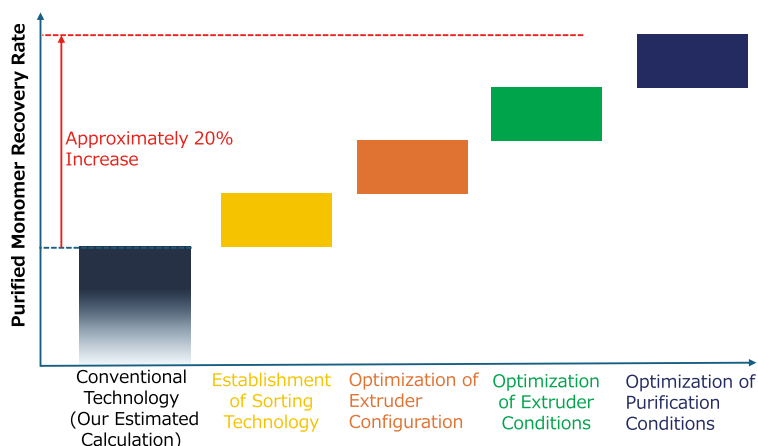 Purified Monomer Recovery Rate
Approximately 20%
Increase
Conventional
Technology
(Our Estimated
Calculation)
Establishment
of Sorting
Technology
Optimization of
Extruder
Configuration
Optimization
of Extruder
Conditions
Optimization of
Purification
Conditions